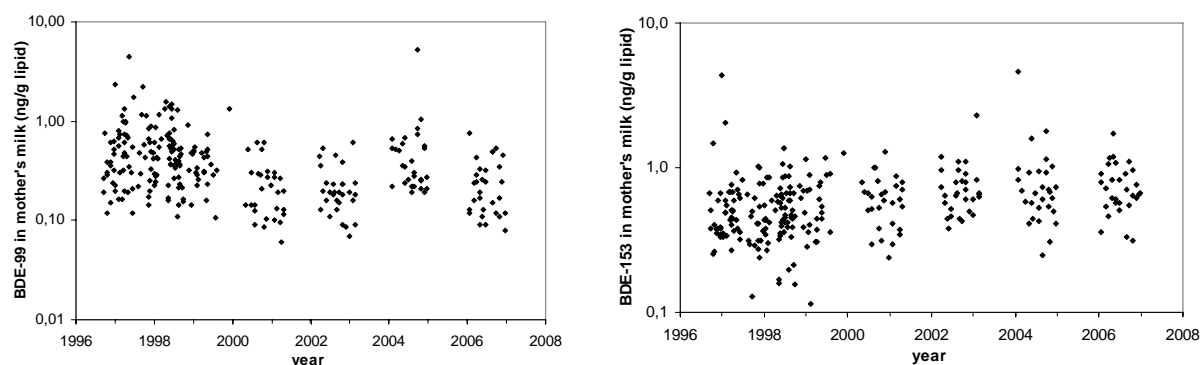 10,00
1,00
0,10
0,01
BDE-99 in mother's milk (ng/g lipid)
1996 1998 2000 2002 2004 2006 2008
year
10,0
1,0
0,1
BDE-153 in mother's milk (ng/g lipid)
1996 1998 2000 2002 2004 2006 2008
year